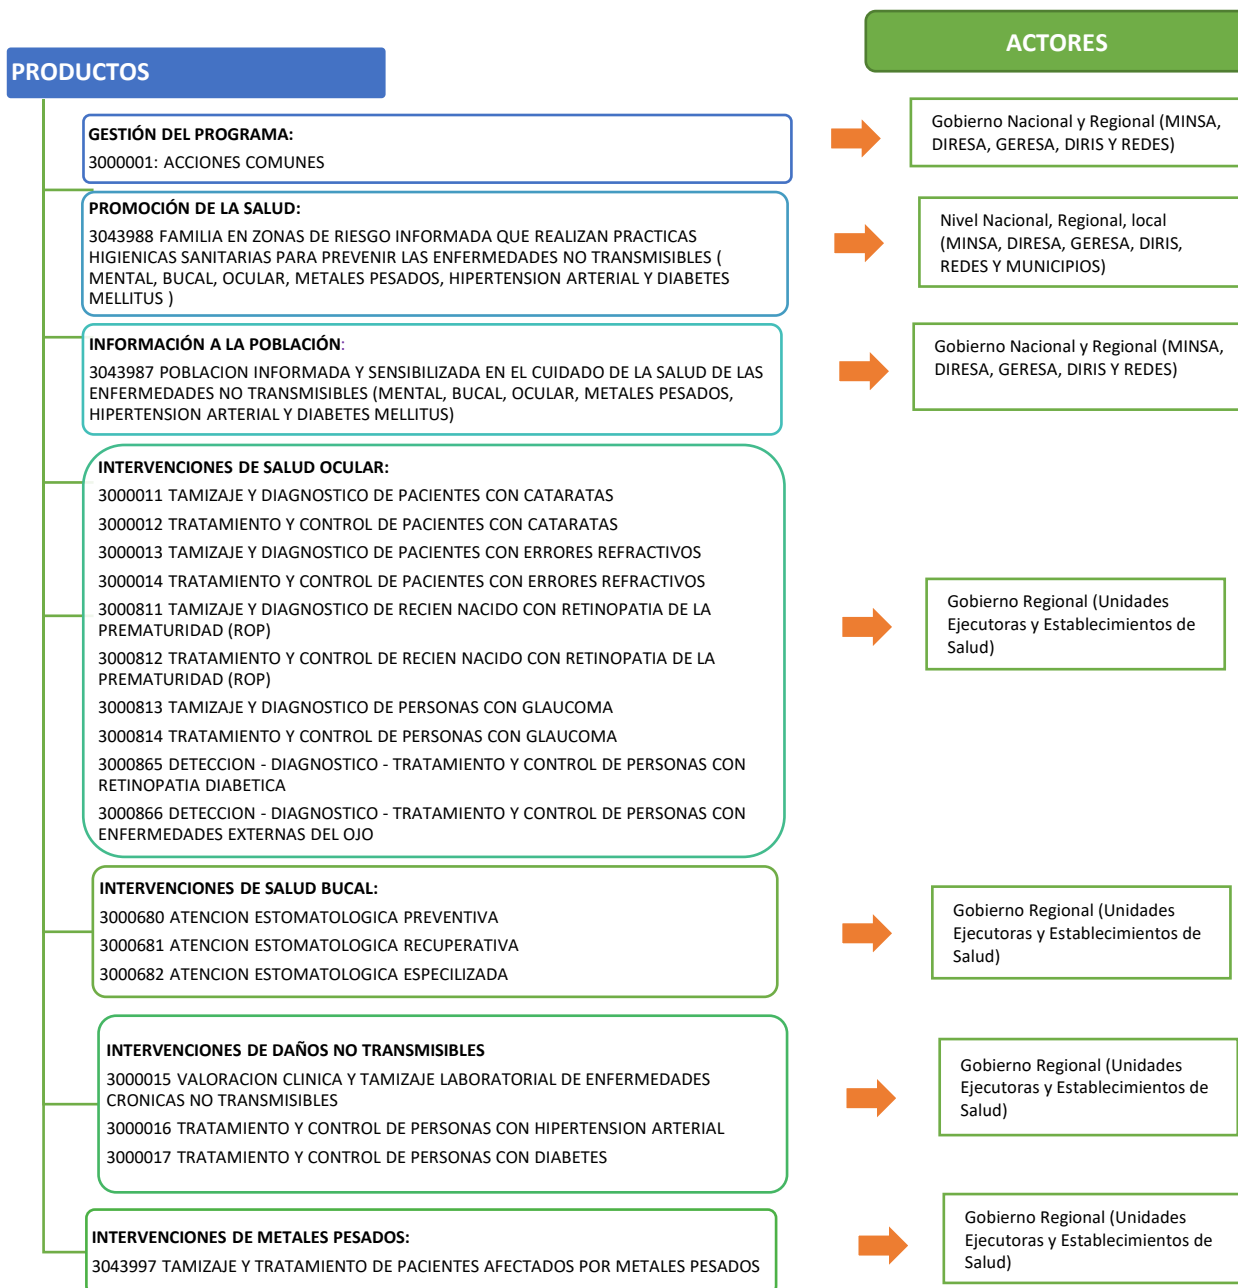 ACTORES
PRODUCTOS
GESTIÓN DEL PROGRAMA:
3000001: ACCIONES COMUNES
Gobierno Nacional y Regional (MINSA,
DIRESA, GERESA, DIRIS Y REDES)
PROMOCIÓN DE LA SALUD:
3043988 FAMILIA EN ZONAS DE RIESGO INFORMADA QUE REALIZAN PRACTICAS
HIGIENICAS SANITARIAS PARA PREVENIR LAS ENFERMEDADES NO TRANSMISIBLES (
MENTAL, BUCAL, OCULAR, METALES PESADOS, HIPERTENSION ARTERIAL Y DIABETES
MELLITUS )
Nivel Nacional, Regional, local
(MINSA, DIRESA, GERESA, DIRIS,
REDES Y MUNICIPIOS)
INFORMACIÓN A LA POBLACIÓN:
3043987 POBLACION INFORMADA Y SENSIBILIZADA EN EL CUIDADO DE LA SALUD DE LAS
ENFERMEDADES NO TRANSMISIBLES (MENTAL, BUCAL, OCULAR, METALES PESADOS,
HIPERTENSION ARTERIAL Y DIABETES MELLITUS)
Gobierno Nacional y Regional (MINSA,
DIRESA, GERESA, DIRIS Y REDES)
INTERVENCIONES DE SALUD OCULAR:
3000011 TAMIZAJE Y DIAGNOSTICO DE PACIENTES CON CATARATAS
3000012 TRATAMIENTO Y CONTROL DE PACIENTES CON CATARATAS
3000013 TAMIZAJE Y DIAGNOSTICO DE PACIENTES CON ERRORES REFRACTIVOS
3000014 TRATAMIENTO Y CONTROL DE PACIENTES CON ERRORES REFRACTIVOS
3000811 TAMIZAJE Y DIAGNOSTICO DE RECIEN NACIDO CON RETINOPATIA DE LA
PREMATURIDAD (ROP)
3000812 TRATAMIENTO Y CONTROL DE RECIEN NACIDO CON RETINOPATIA DE LA
PREMATURIDAD (ROP)
3000813 TAMIZAJE Y DIAGNOSTICO DE PERSONAS CON GLAUCOMA
3000814 TRATAMIENTO Y CONTROL DE PERSONAS CON GLAUCOMA
3000865 DETECCION - DIAGNOSTICO - TRATAMIENTO Y CONTROL DE PERSONAS CON
RETINOPATIA DIABETICA
3000866 DETECCION - DIAGNOSTICO - TRATAMIENTO Y CONTROL DE PERSONAS CON
ENFERMEDADES EXTERNAS DEL OJO
Gobierno Regional (Unidades
Ejecutoras y Establecimientos de
Salud)
INTERVENCIONES DE SALUD BUCAL:
3000680 ATENCION ESTOMATOLOGICA PREVENTIVA
3000681 ATENCION ESTOMATOLOGICA RECUPERATIVA
3000682 ATENCION ESTOMATOLOGICA ESPECILIZADA
Gobierno Regional (Unidades
Ejecutoras y Establecimientos de
Salud)
INTERVENCIONES DE DAÑOS NO TRANSMISIBLES
3000015 VALORACION CLINICA Y TAMIZAJE LABORATORIAL DE ENFERMEDADES
CRONICAS NO TRANSMISIBLES
3000016 TRATAMIENTO Y CONTROL DE PERSONAS CON HIPERTENSION ARTERIAL
3000017 TRATAMIENTO Y CONTROL DE PERSONAS CON DIABETES
Gobierno Regional (Unidades
Ejecutoras y Establecimientos de
Salud)
INTERVENCIONES DE METALES PESADOS:
3043997 TAMIZAJE Y TRATAMIENTO DE PACIENTES AFECTADOS POR METALES PESADOS
Gobierno Regional (Unidades
Ejecutoras y Establecimientos de
Salud)